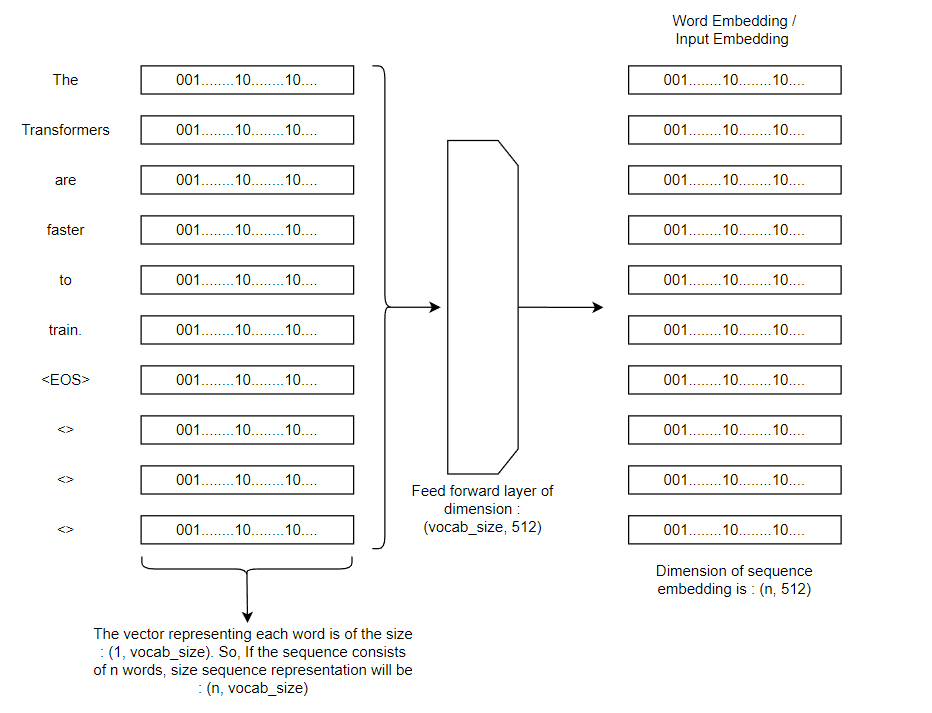 Word Embedding /
Input Embedding
The 001........10........10.... 001........10........10....
Transformers 001........10........10.... 001........10........10....
are 001........10........10.... 001........10........10....
faster 001........10........10.... 001........10........10....
to 001........10........10.... 001........10........10....
train. 001........10........10.... 001........10........10....
<EOS> 001........10........10.... 001........10........10....
<> 001........10........10.... 001........10........10....
<> 001........10........10.... 001........10........10....
<> 001........10........10.... 001........10........10....
Feed forward layer of
dimension :
(vocab_size, 512)
Dimension of sequence
embedding is : (n, 512)
The vector representing each word is of the size
: (1, vocab_size). So, If the sequence consists
of n words, size sequence representation will be
: (n, vocab_size)